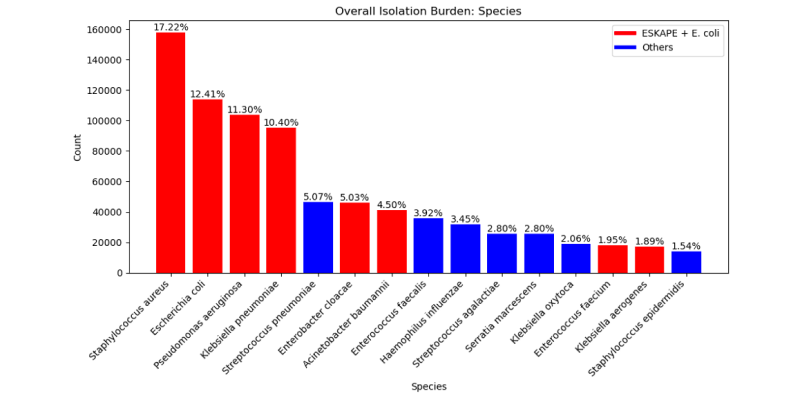 Overall Isolation Burden: Species
ESKAPE + E. coli
Others
Count
160000
140000
120000
100000
80000
60000
40000
20000
0
17.22%
12.41%
11.30%
10.40%
5.07%
5.03%
4.50%
3.92%
3.45%
2.80%
2.80%
2.06%
1.95%
1.89%
1.54%
Staphylococcus aureus
Escherichia coli
Pseudomonas aeruginosa
Klebsiella pneumoniae
Streptococcus pneumoniae
Enterobacter cloacae
Acinetobacter baumannii
Enterococcus faecalis
Haemophilus influenzae
Streptococcus agalactiae
Serratia marcescens
Klebsiella oxytoca
Enterococcus faecium
Klebsiella aerogenes
Staphylococcus epidermidis
Species